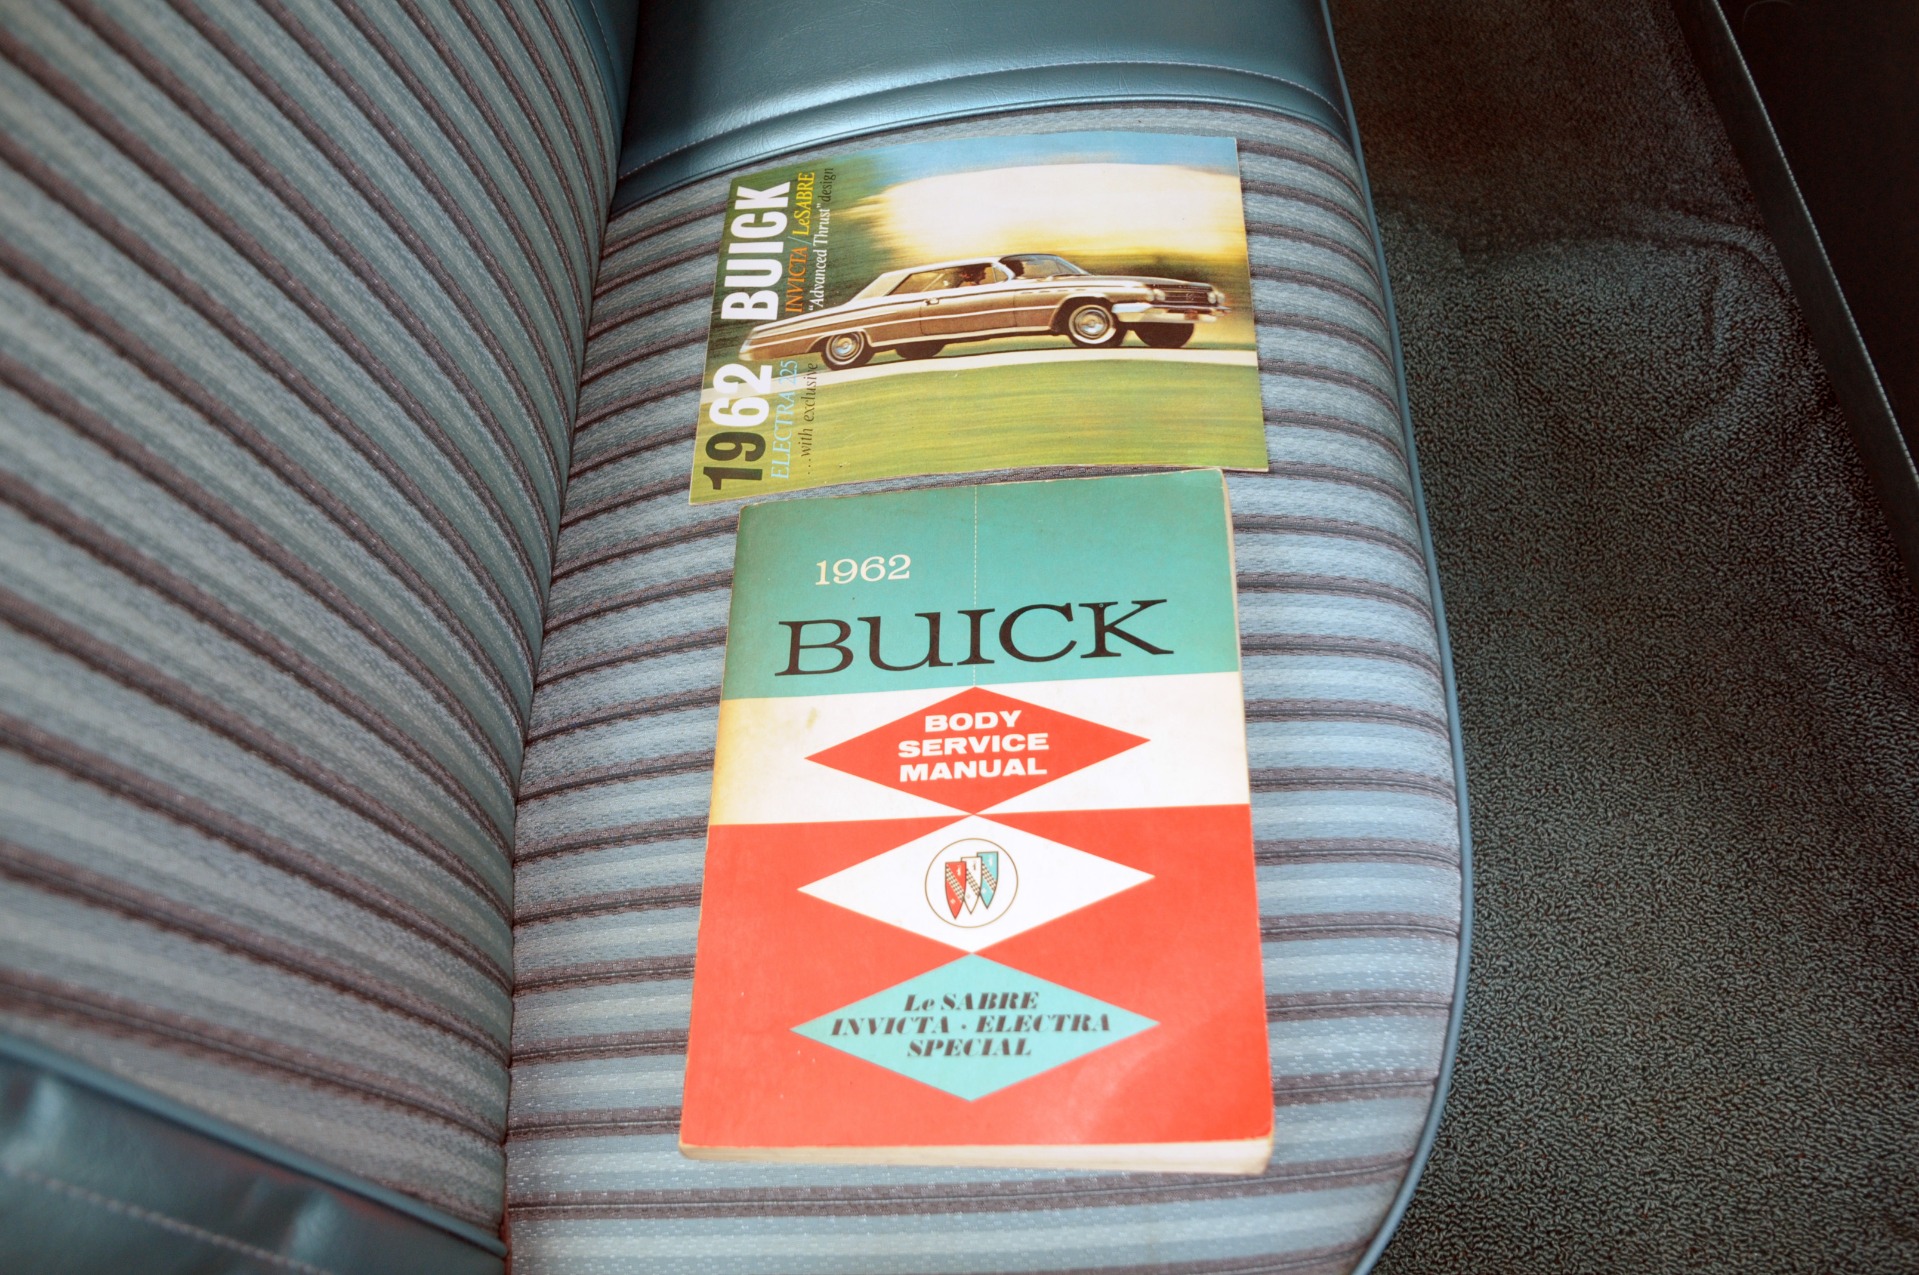 1962 BUICK
ELECTRA 225 INVICTA / LeSABRE
...with exclusive "Advanced Thrust" design
1962
BUICK
BODY
SERVICE
MANUAL
Le SABRE
INVICTA · ELECTRA
SPECIAL